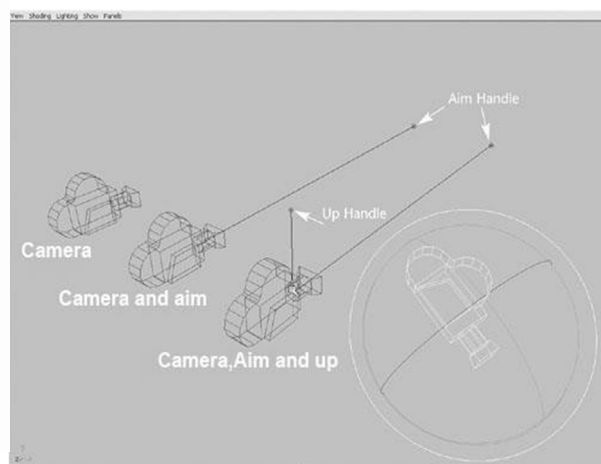 View Shading Lighting Show Panels
Aim Handle
Up Handle
Camera
Camera and aim
Camera,Aim and up